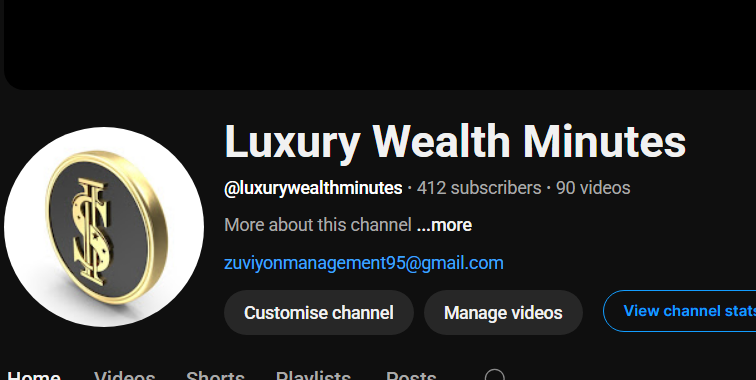 Luxury Wealth Minutes
@luxurywealthminutes · 412 subscribers · 90 videos
More about this channel ...more
zuviyonmanagement95@gmail.com
Customise channel Manage videos View channel stats
Home Videos Shorts Playlists Posts